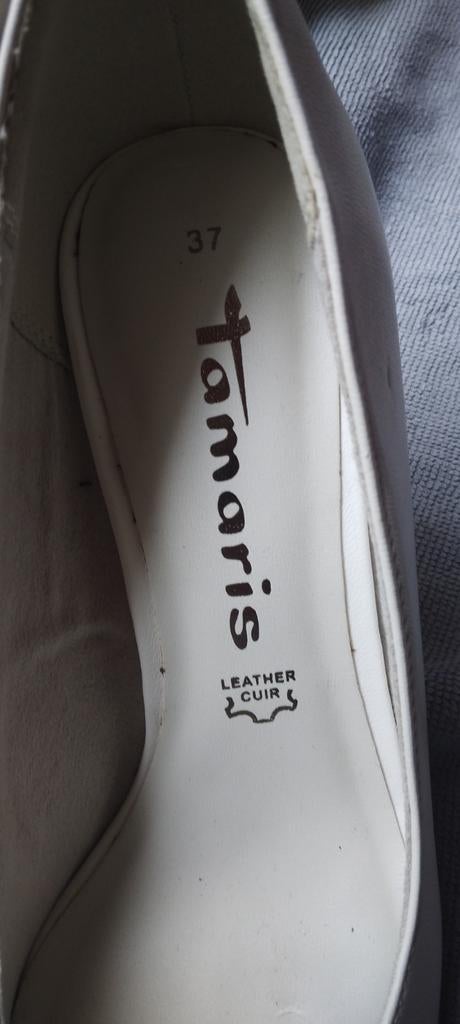 37
tamaris
LEATHER
CUIR